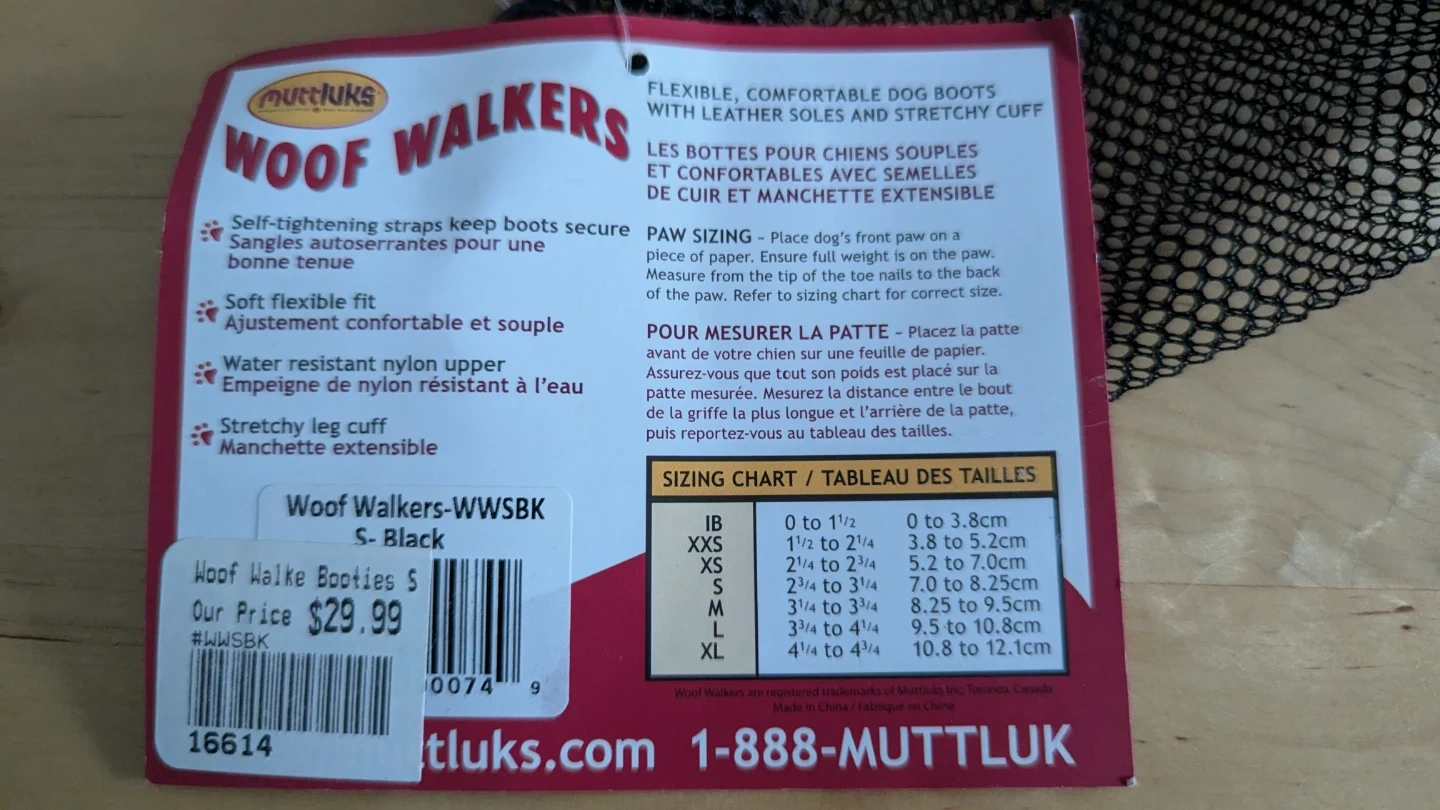 muttluks
WOOF WALKERS
Self-tightening straps keep boots secure
Sangles autoserrantes pour une
bonne tenue
Soft flexible fit
Ajustement confortable et souple
Water resistant nylon upper
Empeigne de nylon résistant à l'eau
Stretchy leg cuff
Manchette extensible
Woof Walkers-WWSBK
S- Black
0074 9
Woof Walke Booties S
Our Price $29.99
#WWSBK
16614
FLEXIBLE, COMFORTABLE DOG BOOTS
WITH LEATHER SOLES AND STRETCHY CUFF
LES BOTTES POUR CHIENS SOUPLES
ET CONFORTABLES AVEC SEMELLES
DE CUIR ET MANCHETTE EXTENSIBLE
PAW SIZING ~ Place dog's front paw on a
piece of paper. Ensure full weight is on the paw.
Measure from the tip of the toe nails to the back
of the paw. Refer to sizing chart for correct size.
POUR MESURER LA PATTE ~ Placez la patte
avant de votre chien sur une feuille de papier.
Assurez-vous que tout son poids est placé sur la
patte mesurée. Mesurez la distance entre le bout
de la griffe la plus longue et l'arrière de la patte,
puis reportez-vous au tableau des tailles.
SIZING CHART / TABLEAU DES TAILLES
IB 0 to 1 1/2 0 to 3.8cm
XXS 1 1/2 to 2 1/4 3.8 to 5.2cm
XS 2 1/4 to 2 3/4 5.2 to 7.0cm
S 2 3/4 to 3 1/4 7.0 to 8.25cm
M 3 1/4 to 3 3/4 8.25 to 9.5cm
L 3 3/4 to 4 1/4 9.5 to 10.8cm
XL 4 1/4 to 4 3/4 10.8 to 12.1cm
Woof Walkers are registered trademarks of Muttluks Inc. Toronto, Canada
Made in China / Fabrique en Chine
tluks.com 1-888-MUTTLUK